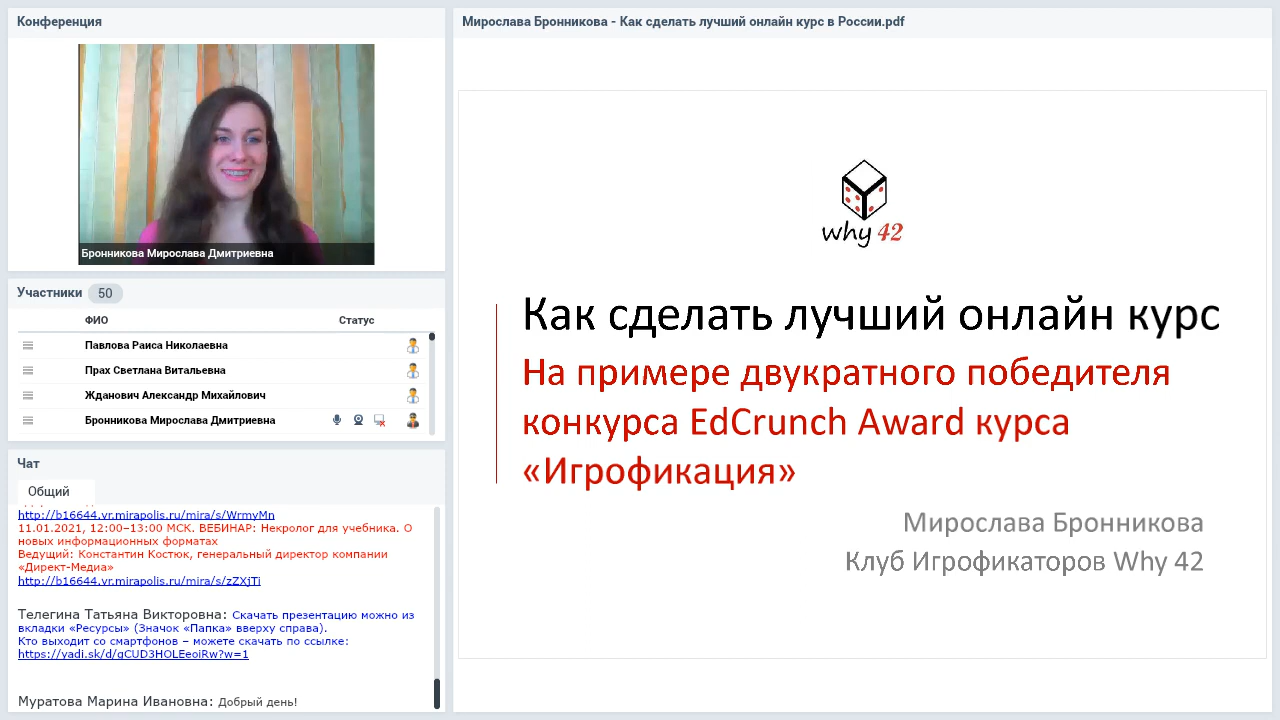 Конференция
Бронникова Мирослава Дмитриевна
Участники 50
ФИО Статус
Павлова Раиса Николаевна
Прах Светлана Витальевна
Жданович Александр Михайлович
Бронникова Мирослава Дмитриевна
Чат
Общий
http://b16644.vr.mirapolis.ru/mira/s/WrmyMn
11.01.2021, 12:00–13:00 МСК. ВЕБИНАР: Некролог для учебника. О
новых информационных форматах
Ведущий: Константин Костюк, генеральный директор компании
«Директ-Медиа»
http://b16644.vr.mirapolis.ru/mira/s/zZXjTi
Телегина Татьяна Викторовна: Скачать презентацию можно из
вкладки «Ресурсы» (Значок «Папка» вверху справа).
Кто выходит со смартфонов – можете скачать по ссылке:
https://yadi.sk/d/gCUD3HOLEeoiRw?w=1
Муратова Марина Ивановна: Добрый день!
Мирослава Бронникова - Как сделать лучший онлайн курс в России.pdf
why 42
Как сделать лучший онлайн курс
На примере двукратного победителя
конкурса EdCrunch Award курса
«Игрофикация»
Мирослава Бронникова
Клуб Игрофикаторов Why 42